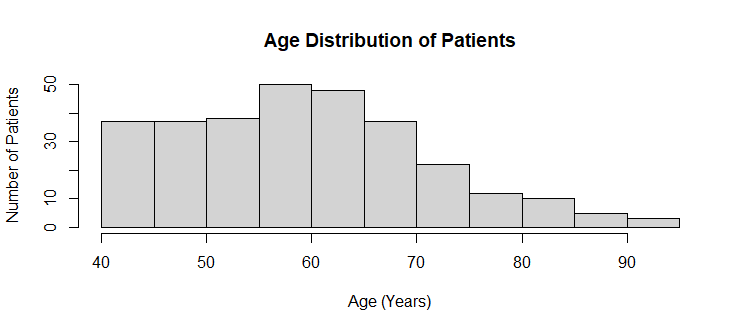 Age Distribution of Patients
Number of Patients
50
30
10
0
40 50 60 70 80 90
Age (Years)